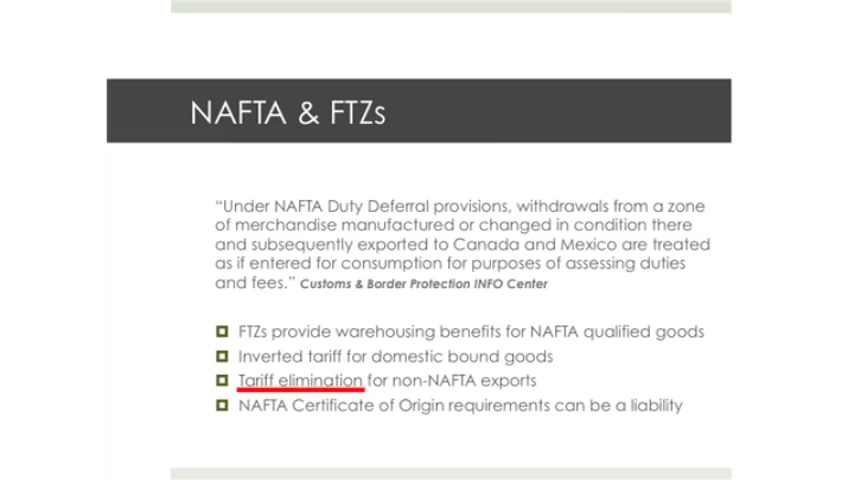 NAFTA & FTZs
“Under NAFTA Duty Deferral provisions, withdrawals from a zone
of merchandise manufactured or changed in condition there
and subsequently exported to Canada and Mexico are treated
as if entered for consumption for purposes of assessing duties
and fees.” Customs & Border Protection INFO Center
FTZs provide warehousing benefits for NAFTA qualified goods
Inverted tariff for domestic bound goods
Tariff elimination for non-NAFTA exports
NAFTA Certificate of Origin requirements can be a liability